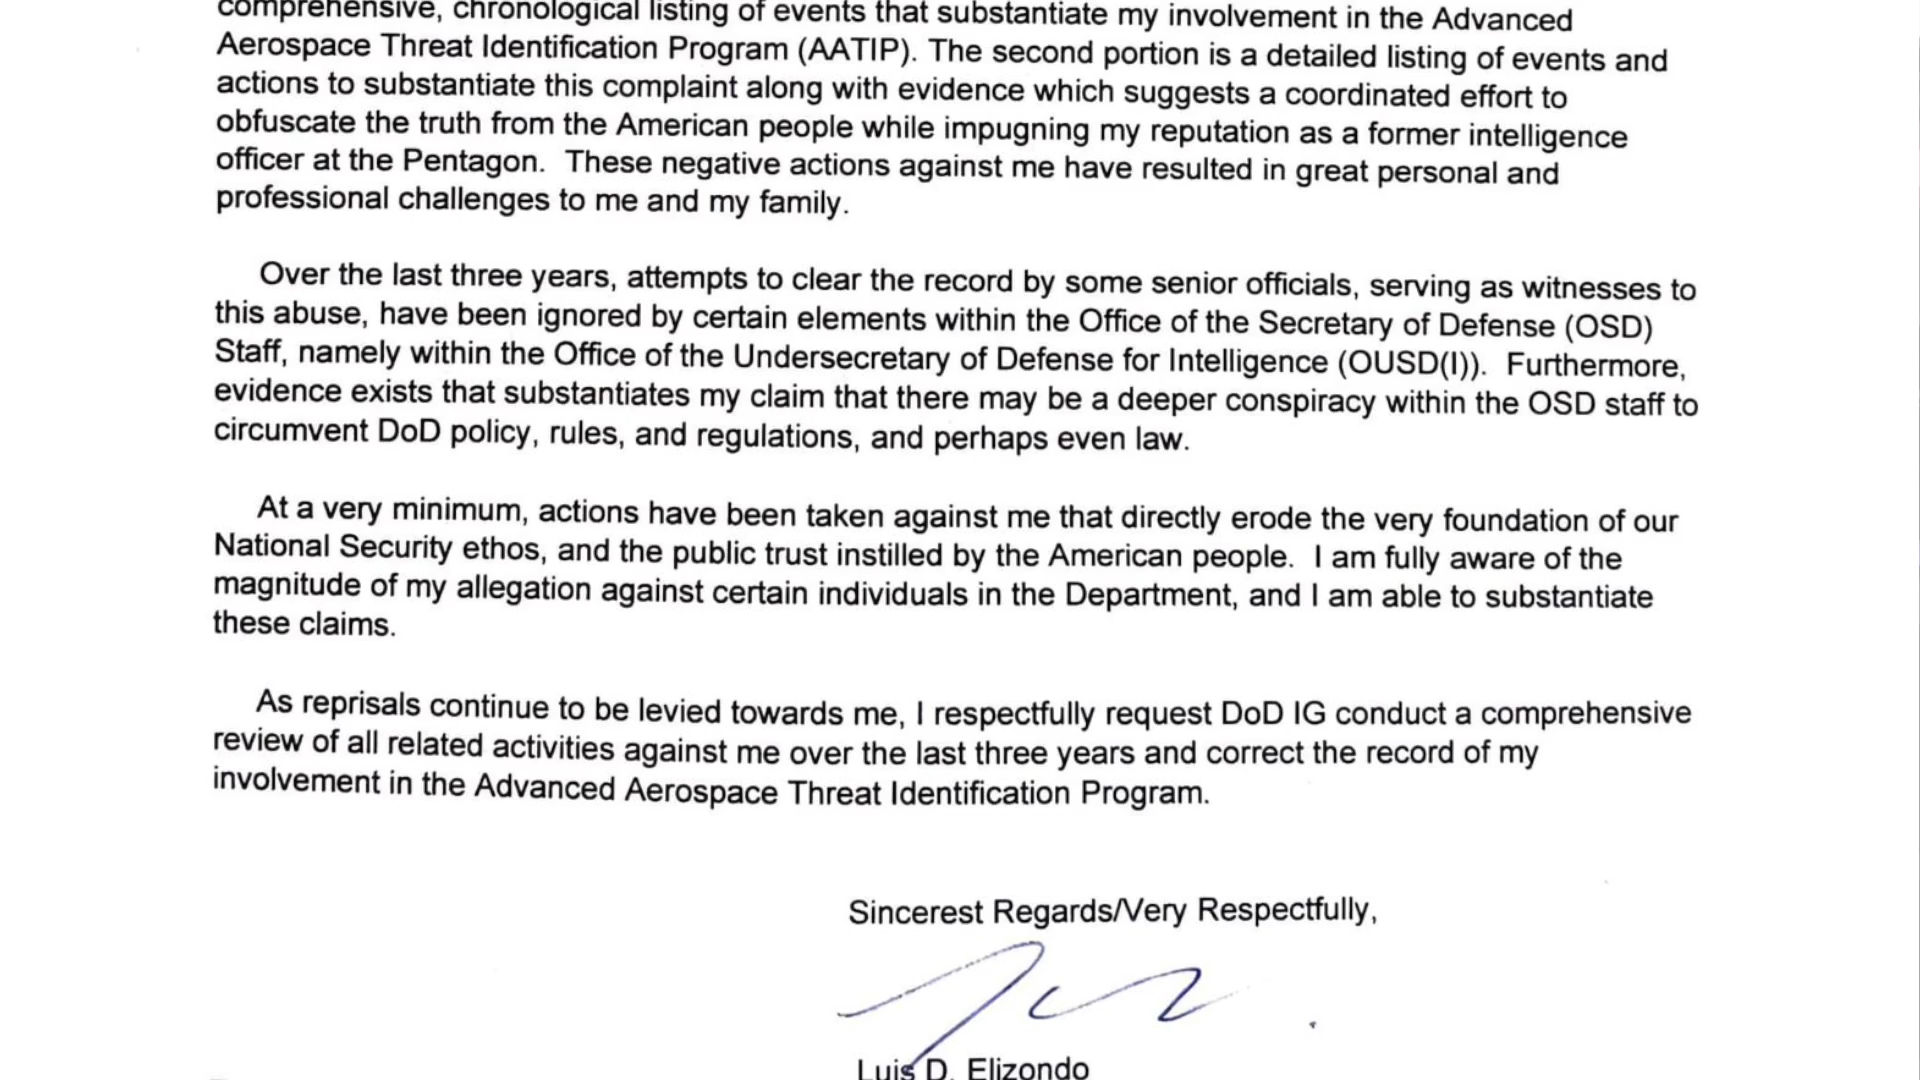 comprehensive, chronological listing of events that substantiate my involvement in the Advanced
Aerospace Threat Identification Program (AATIP). The second portion is a detailed listing of events and
actions to substantiate this complaint along with evidence which suggests a coordinated effort to
obfuscate the truth from the American people while impugning my reputation as a former intelligence
officer at the Pentagon. These negative actions against me have resulted in great personal and
professional challenges to me and my family.
Over the last three years, attempts to clear the record by some senior officials, serving as witnesses to
this abuse, have been ignored by certain elements within the Office of the Secretary of Defense (OSD)
Staff, namely within the Office of the Undersecretary of Defense for Intelligence (OUSD(I)). Furthermore,
evidence exists that substantiates my claim that there may be a deeper conspiracy within the OSD staff to
circumvent DoD policy, rules, and regulations, and perhaps even law.
At a very minimum, actions have been taken against me that directly erode the very foundation of our
National Security ethos, and the public trust instilled by the American people. I am fully aware of the
magnitude of my allegation against certain individuals in the Department, and I am able to substantiate
these claims.
As reprisals continue to be levied towards me, I respectfully request DoD IG conduct a comprehensive
review of all related activities against me over the last three years and correct the record of my
involvement in the Advanced Aerospace Threat Identification Program.
Sincerest Regards/Very Respectfully,
Luis D. Elizondo